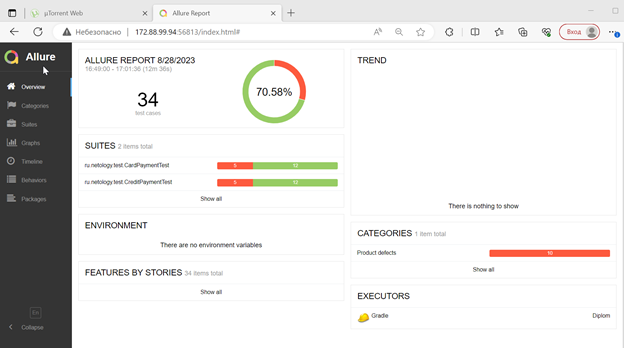 µTorrent Web
Allure Report
Небезопасно
172.88.99.94:56813/index.html#
Вход
Allure
Overview
Categories
Suites
Graphs
Timeline
Behaviors
Packages
En
Collapse
ALLURE REPORT 8/28/2023
16:49:00 - 17:01:36 (12m 36s)
34
test cases
70.58%
SUITES 2 items total
ru.netology.test.CardPaymentTest 5 12
ru.netology.test.CreditPaymentTest 5 12
Show all
ENVIRONMENT
There are no environment variables
FEATURES BY STORIES 34 items total
Show all
TREND
There is nothing to show
CATEGORIES 1 item total
Product defects 10
Show all
EXECUTORS
Gradle Diplom